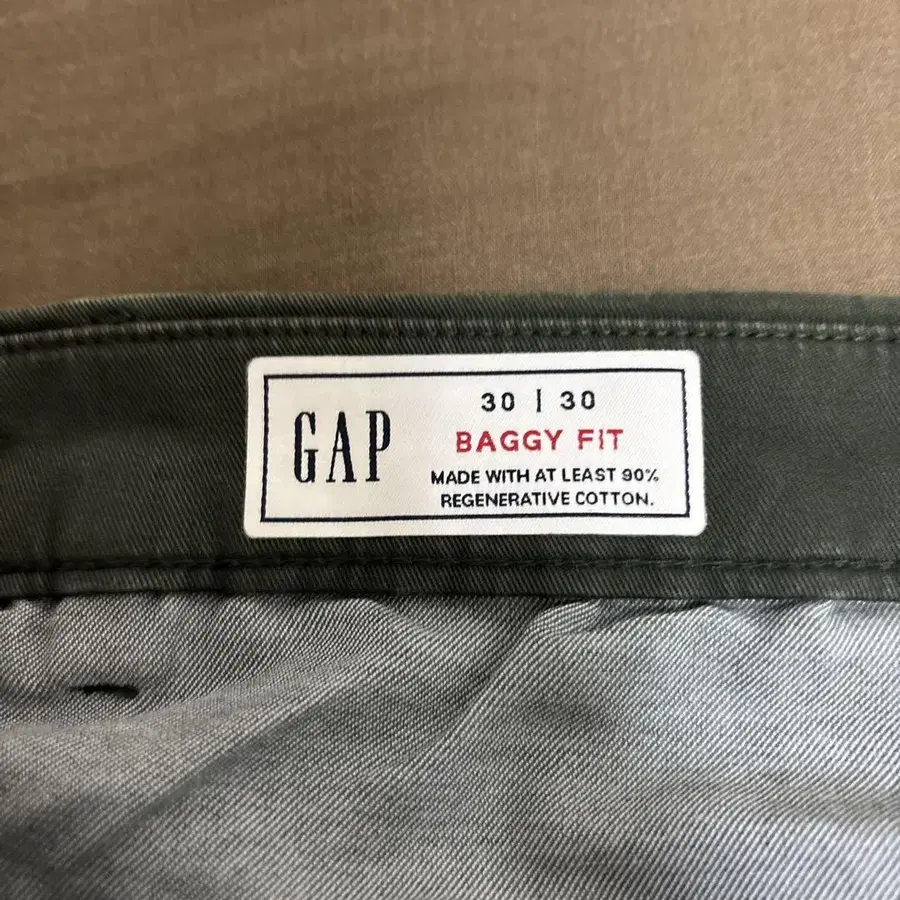 GAP
30 | 30
BAGGY FIT
MADE WITH AT LEAST 90%
REGENERATIVE COTTON.